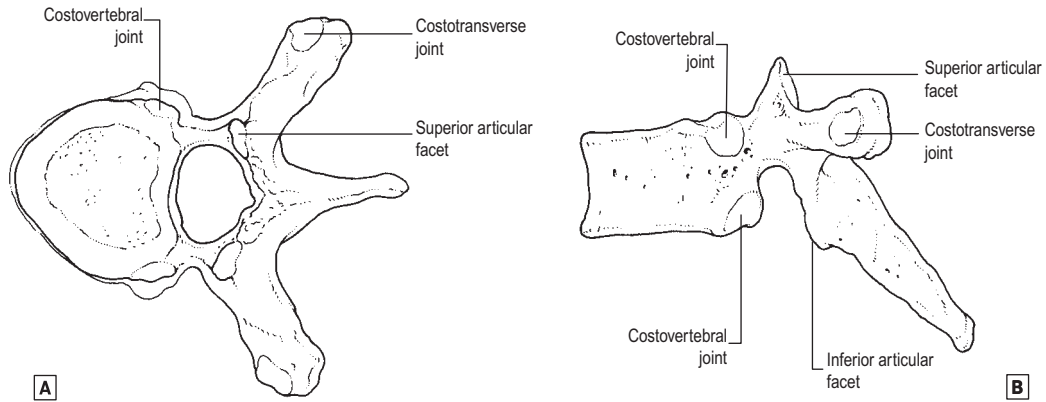 Costovertebral
joint
Costotransverse
joint
Superior articular
facet
A
Costovertebral
joint
Superior articular
facet
Costotransverse
joint
Costovertebral
joint
Inferior articular
facet
B